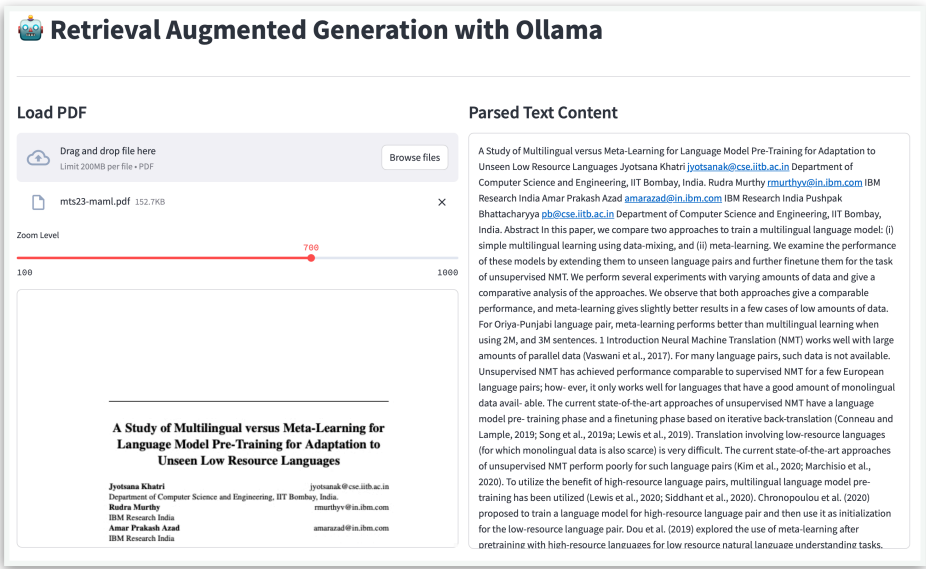 🤖 Retrieval Augmented Generation with Ollama
Load PDF
Drag and drop file here
Limit 200MB per file • PDF
Browse files
mts23-maml.pdf 152.7KB
Zoom Level
700
100
1000
A Study of Multilingual versus Meta-Learning for
Language Model Pre-Training for Adaptation to
Unseen Low Resource Languages
Jyotsana Khatri jyotsanak@cse.iitb.ac.in
Department of Computer Science and Engineering, IIT Bombay, India.
Rudra Murthy rmurthyv@in.ibm.com
IBM Research India
Amar Prakash Azad amarazad@in.ibm.com
IBM Research India
Parsed Text Content
A Study of Multilingual versus Meta-Learning for Language Model Pre-Training for Adaptation to
Unseen Low Resource Languages Jyotsana Khatri jyotsanak@cse.iitb.ac.in Department of
Computer Science and Engineering, IIT Bombay, India. Rudra Murthy rmurthyv@in.ibm.com IBM
Research India Amar Prakash Azad amarazad@in.ibm.com IBM Research India Pushpak
Bhattacharyya pb@cse.iitb.ac.in Department of Computer Science and Engineering, IIT Bombay,
India. Abstract In this paper, we compare two approaches to train a multilingual language model: (i)
simple multilingual learning using data-mixing, and (ii) meta-learning. We examine the performance
of these models by extending them to unseen language pairs and further finetune them for the task
of unsupervised NMT. We perform several experiments with varying amounts of data and give a
comparative analysis of the approaches. We observe that both approaches give a comparable
performance, and meta-learning gives slightly better results in a few cases of low amounts of data.
For Oriya-Punjabi language pair, meta-learning performs better than multilingual learning when
using 2M, and 3M sentences. 1 Introduction Neural Machine Translation (NMT) works well with large
amounts of parallel data (Vaswani et al., 2017). For many language pairs, such data is not available.
Unsupervised NMT has achieved performance comparable to supervised NMT for a few European
language pairs; how- ever, it only works well for languages that have a good amount of monolingual
data avail- able. The current state-of-the-art approaches of unsupervised NMT have a language
model pre- training phase and a finetuning phase based on iterative back-translation (Conneau and
Lample, 2019; Song et al., 2019a; Lewis et al., 2019). Translation involving low-resource languages
(for which monolingual data is also scarce) is very difficult. The current state-of-the-art approaches
of unsupervised NMT perform poorly for such language pairs (Kim et al., 2020; Marchisio et al.,
2020). To utilize the benefit of high-resource language pairs, multilingual language model pre-
training has been utilized (Lewis et al., 2020; Siddhant et al., 2020). Chronopoulou et al. (2020)
proposed to train a language model for high-resource language pair and then use it as initialization
for the low-resource language pair. Dou et al. (2019) explored the use of meta-learning after
pretraining with high-resource languages for low resource natural language understanding tasks.